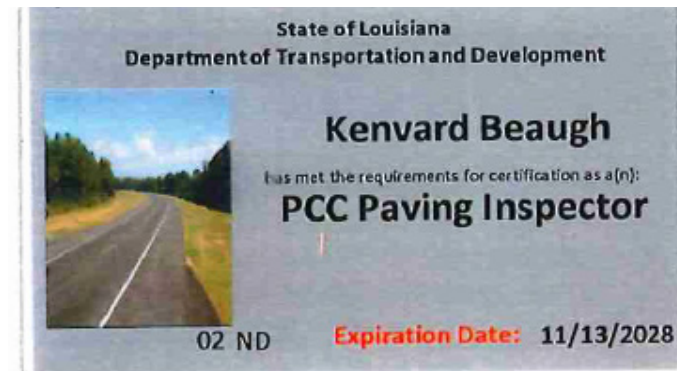 State of Louisiana
Department of Transportation and Development
Kenvard Beaugh
has met the requirements for certification as a(n):
PCC Paving Inspector
02 ND
Expiration Date: 11/13/2028